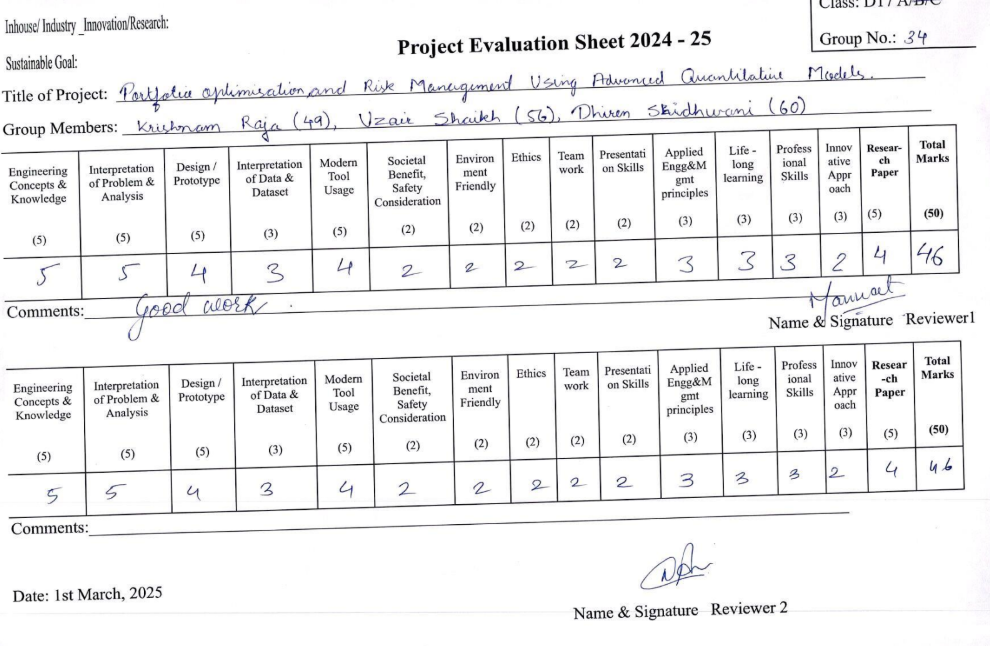 Inhouse/ Industry _Innovation/Research:
Class: D17 A/B/C
Project Evaluation Sheet 2024 - 25
Group No.: 34
Sustainable Goal:
Title of Project: Portfolio optimisation and Risk Management Using Advanced Quantitative Models.
Group Members: Krishnam Raja (49), Uzair Shaikh (56), Dhiren Sidhwani (60)
Engineering Concepts & Knowledge (5) | Interpretation of Problem & Analysis (5) | Design / Prototype (5) | Interpretation of Data & Dataset (3) | Modern Tool Usage (5) | Societal Benefit, Safety Consideration (2) | Environ ment Friendly (2) | Ethics (2) | Team work (2) | Presentati on Skills (2) | Applied Engg&M gmt principles (3) | Life - long learning (3) | Profess ional Skills (3) | Innov ative Appr oach (3) | Resear- ch Paper (5) | Total Marks (50)
5 5 4 3 4 2 2 2 2 2 3 3 3 2 4 46
Comments: Good work .
Name & Signature Reviewer1
Engineering Concepts & Knowledge (5) | Interpretation of Problem & Analysis (5) | Design / Prototype (5) | Interpretation of Data & Dataset (3) | Modern Tool Usage (5) | Societal Benefit, Safety Consideration (2) | Environ ment Friendly (2) | Ethics (2) | Team work (2) | Presentati on Skills (2) | Applied Engg&M gmt principles (3) | Life - long learning (3) | Profess ional Skills (3) | Innov ative Appr oach (3) | Resear -ch Paper (5) | Total Marks (50)
5 5 4 3 4 2 2 2 2 2 3 3 3 2 4 46
Comments:
Date: 1st March, 2025
Name & Signature Reviewer 2